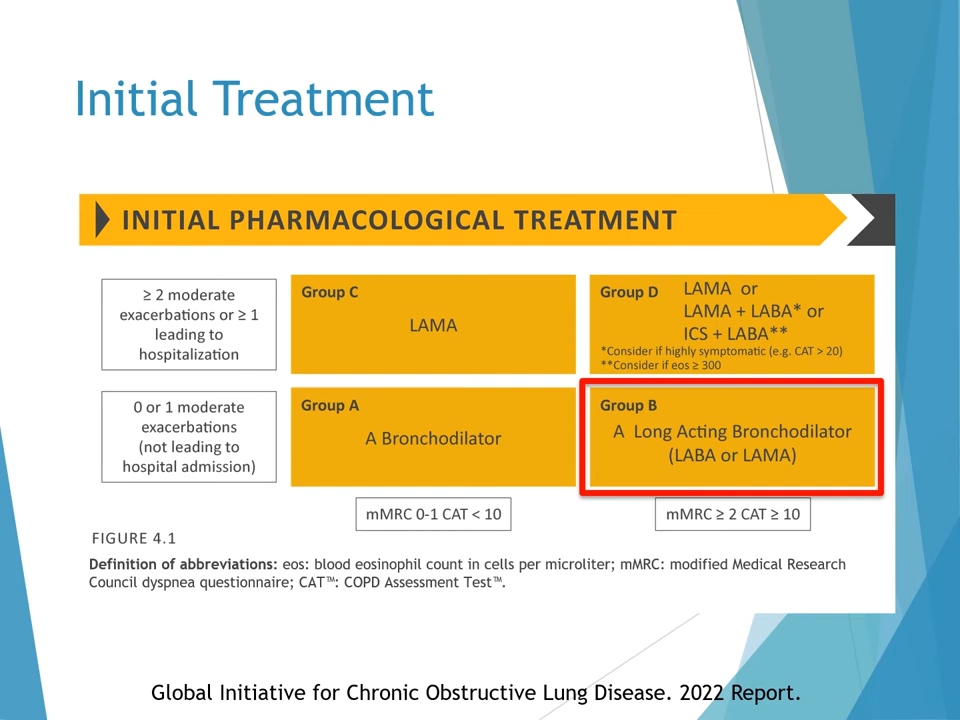 Initial Treatment
INITIAL PHARMACOLOGICAL TREATMENT
≥ 2 moderate
exacerbations or ≥ 1
leading to
hospitalization
Group C
LAMA
Group D
LAMA or
LAMA + LABA* or
ICS + LABA**
*Consider if highly symptomatic (e.g. CAT > 20)
**Consider if eos ≥ 300
0 or 1 moderate
exacerbations
(not leading to
hospital admission)
Group A
A Bronchodilator
Group B
A Long Acting Bronchodilator
(LABA or LAMA)
mMRC 0-1 CAT < 10
mMRC ≥ 2 CAT ≥ 10
FIGURE 4.1
Definition of abbreviations: eos: blood eosinophil count in cells per microliter; mMRC: modified Medical Research
Council dyspnea questionnaire; CAT™: COPD Assessment Test™.
Global Initiative for Chronic Obstructive Lung Disease. 2022 Report.